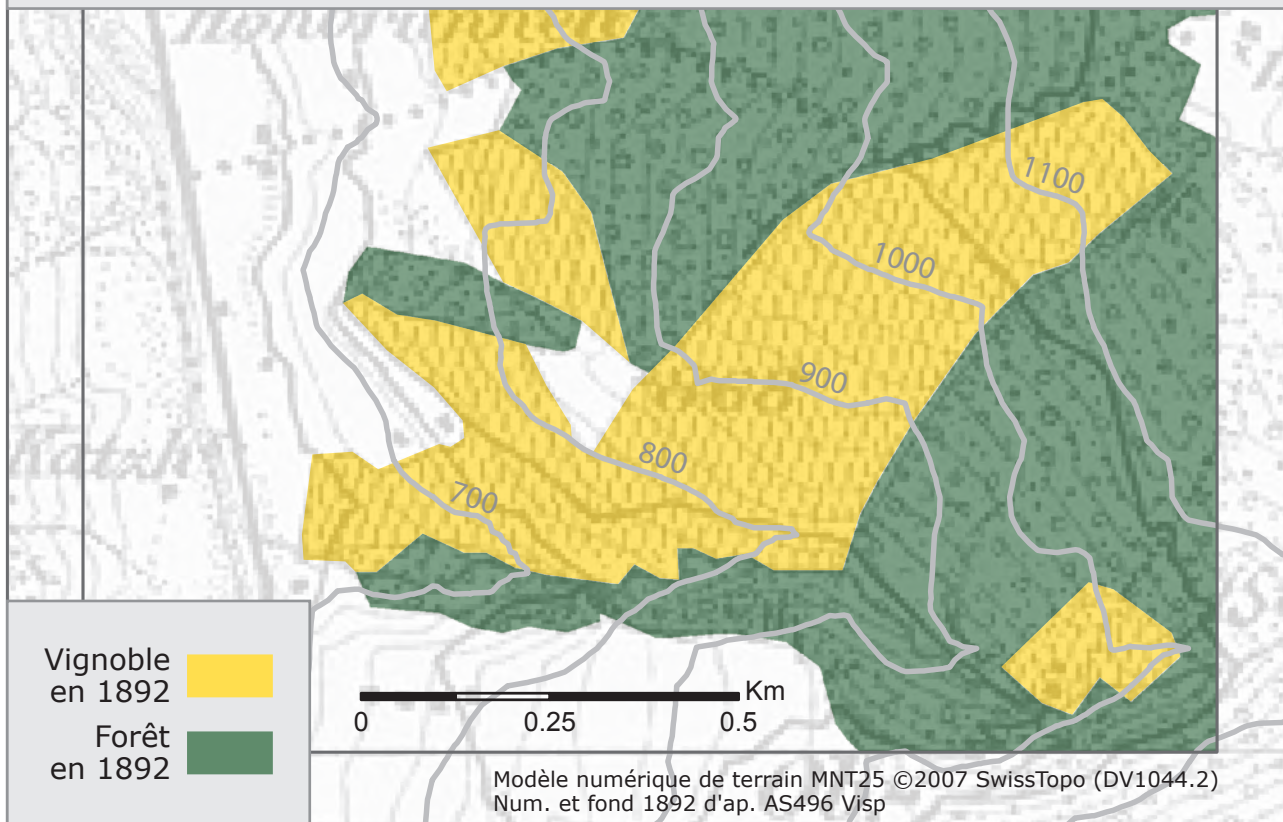 1100
1000
900
800
700
Vignoble
en 1892
Forêt
en 1892
Km
0 0.25 0.5
Modèle numérique de terrain MNT25 ©2007 SwissTopo (DV1044.2)
Num. et fond 1892 d'ap. AS496 Visp